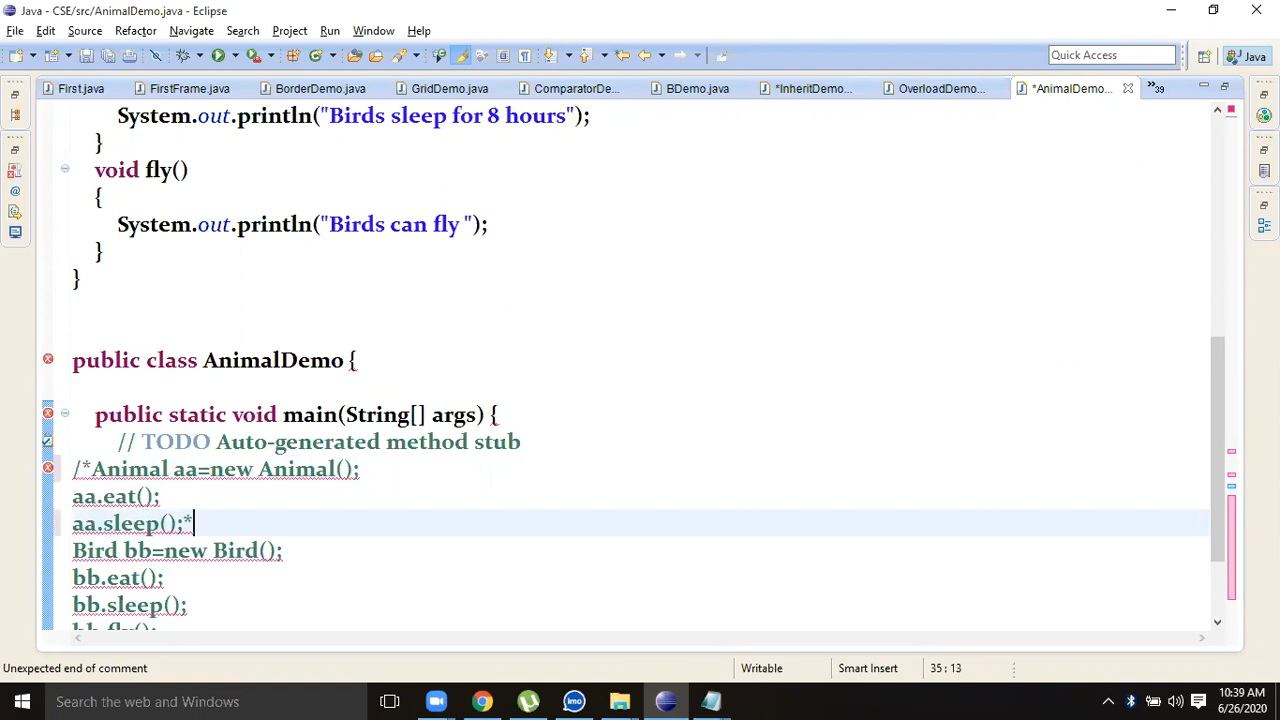 Java - CSE/src/AnimalDemo.java - Eclipse
File Edit Source Refactor Navigate Search Project Run Window Help
Quick Access
Java
First.java FirstFrame.java BorderDemo.java GridDemo.java ComparatorDe... BDemo.java *InheritDemo... OverloadDemo... *AnimalDemo... »39
System.out.println("Birds sleep for 8 hours");
}
void fly()
{
System.out.println("Birds can fly ");
}
}
public class AnimalDemo {
public static void main(String[] args) {
// TODO Auto-generated method stub
/*Animal aa=new Animal();
aa.eat();
aa.sleep();*
Bird bb=new Bird();
bb.eat();
bb.sleep();
bb.fly();
Unexpected end of comment
Writable
Smart Insert
35 : 13
Search the web and Windows
imo
10:39 AM
6/26/2020